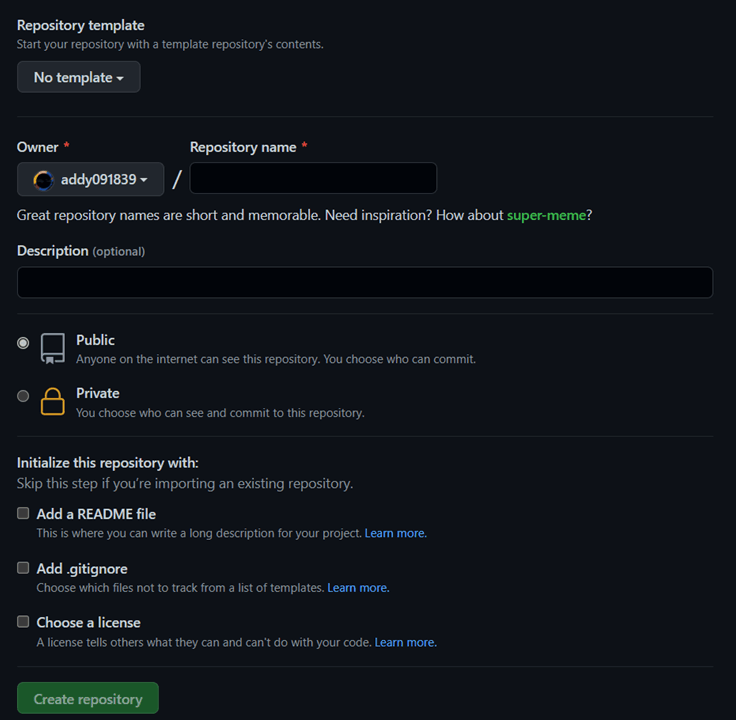 Repository template
Start your repository with a template repository's contents.
No template
Owner * Repository name *
addy091839 /
Great repository names are short and memorable. Need inspiration? How about super-meme?
Description (optional)
Public
Anyone on the internet can see this repository. You choose who can commit.
Private
You choose who can see and commit to this repository.
Initialize this repository with:
Skip this step if you're importing an existing repository.
Add a README file
This is where you can write a long description for your project. Learn more.
Add .gitignore
Choose which files not to track from a list of templates. Learn more.
Choose a license
A license tells others what they can and can't do with your code. Learn more.
Create repository